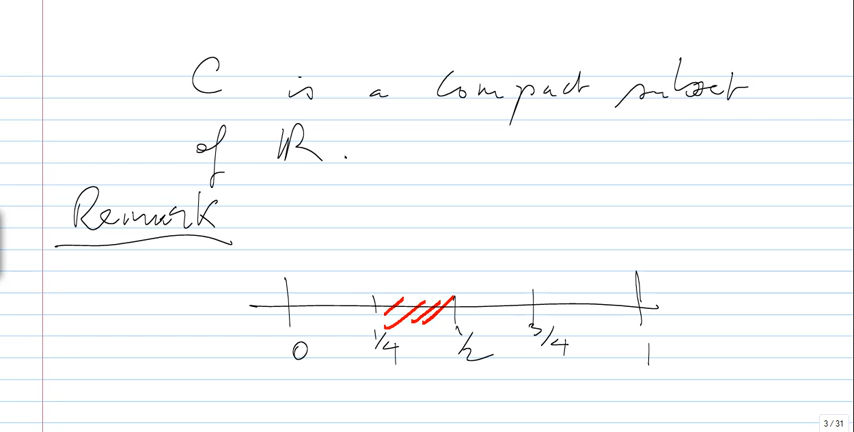 C is a compact subset
of ℝ.
Remark
0 1/4 1/2 3/4 1
3 / 31